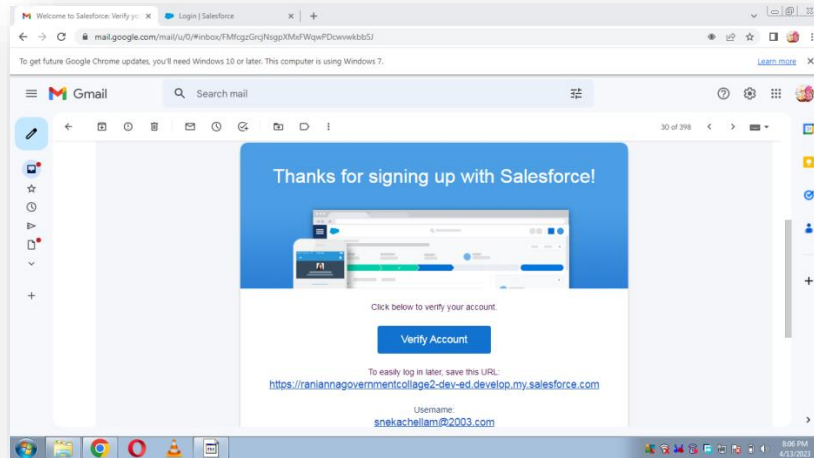 Welcome to Salesforce: Verify yo
Login | Salesforce
mail.google.com/mail/u/0/#inbox/FMfcgzGrcjNsgpXMxFWqwPDcwvwkbbSJ
To get future Google Chrome updates, you'll need Windows 10 or later. This computer is using Windows 7.
Learn more
Gmail
Search mail
30 of 398
Thanks for signing up with Salesforce!
Click below to verify your account.
Verify Account
To easily log in later, save this URL:
https://raniannagovernmentcollage2-dev-ed.develop.my.salesforce.com
Username:
snekachellam@2003.com
8:06 PM
4/13/2023